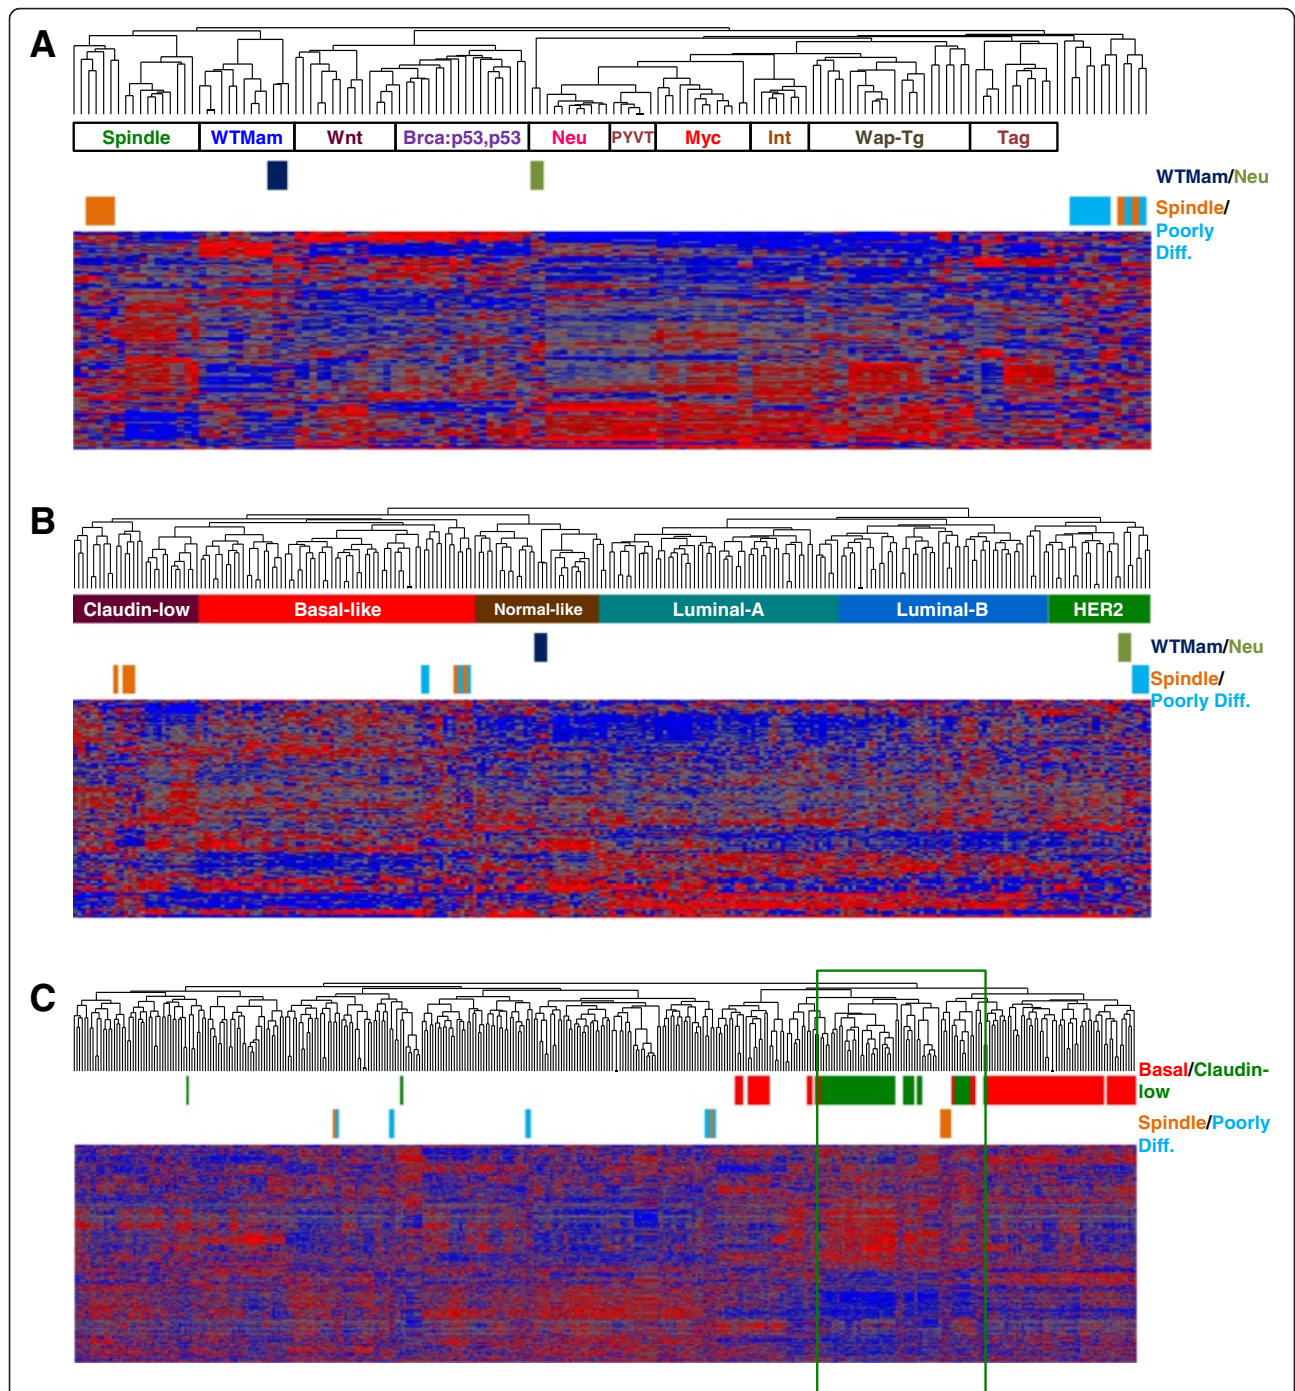 A
Spindle WTMam Wnt Brca:p53,p53 Neu PYVT Myc Int Wap-Tg Tag
WTMam/Neu
Spindle/
Poorly
Diff.
B
Claudin-low Basal-like Normal-like Luminal-A Luminal-B HER2
WTMam/Neu
Spindle/
Poorly Diff.
C
Basal/Claudin-
low
Spindle/Poorly
Diff.